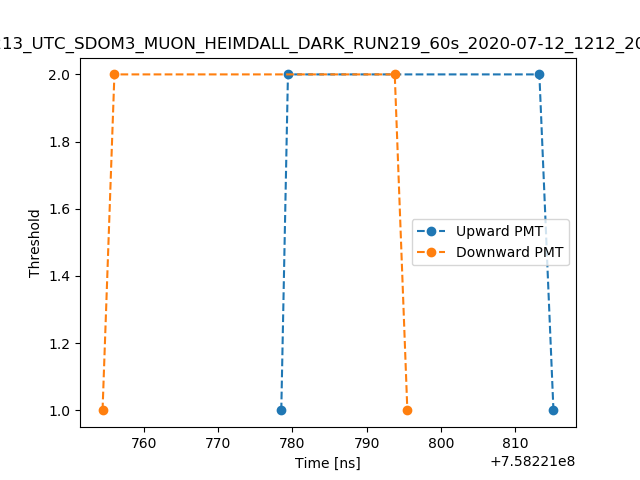 213_UTC_SDOM3_MUON_HEIMDALL_DARK_RUN219_60s_2020-07-12_1212_20
2.0
1.8
1.6
1.4
1.2
1.0
Threshold
Upward PMT
Downward PMT
760 770 780 790 800 810
Time [ns]
+7.58221e8